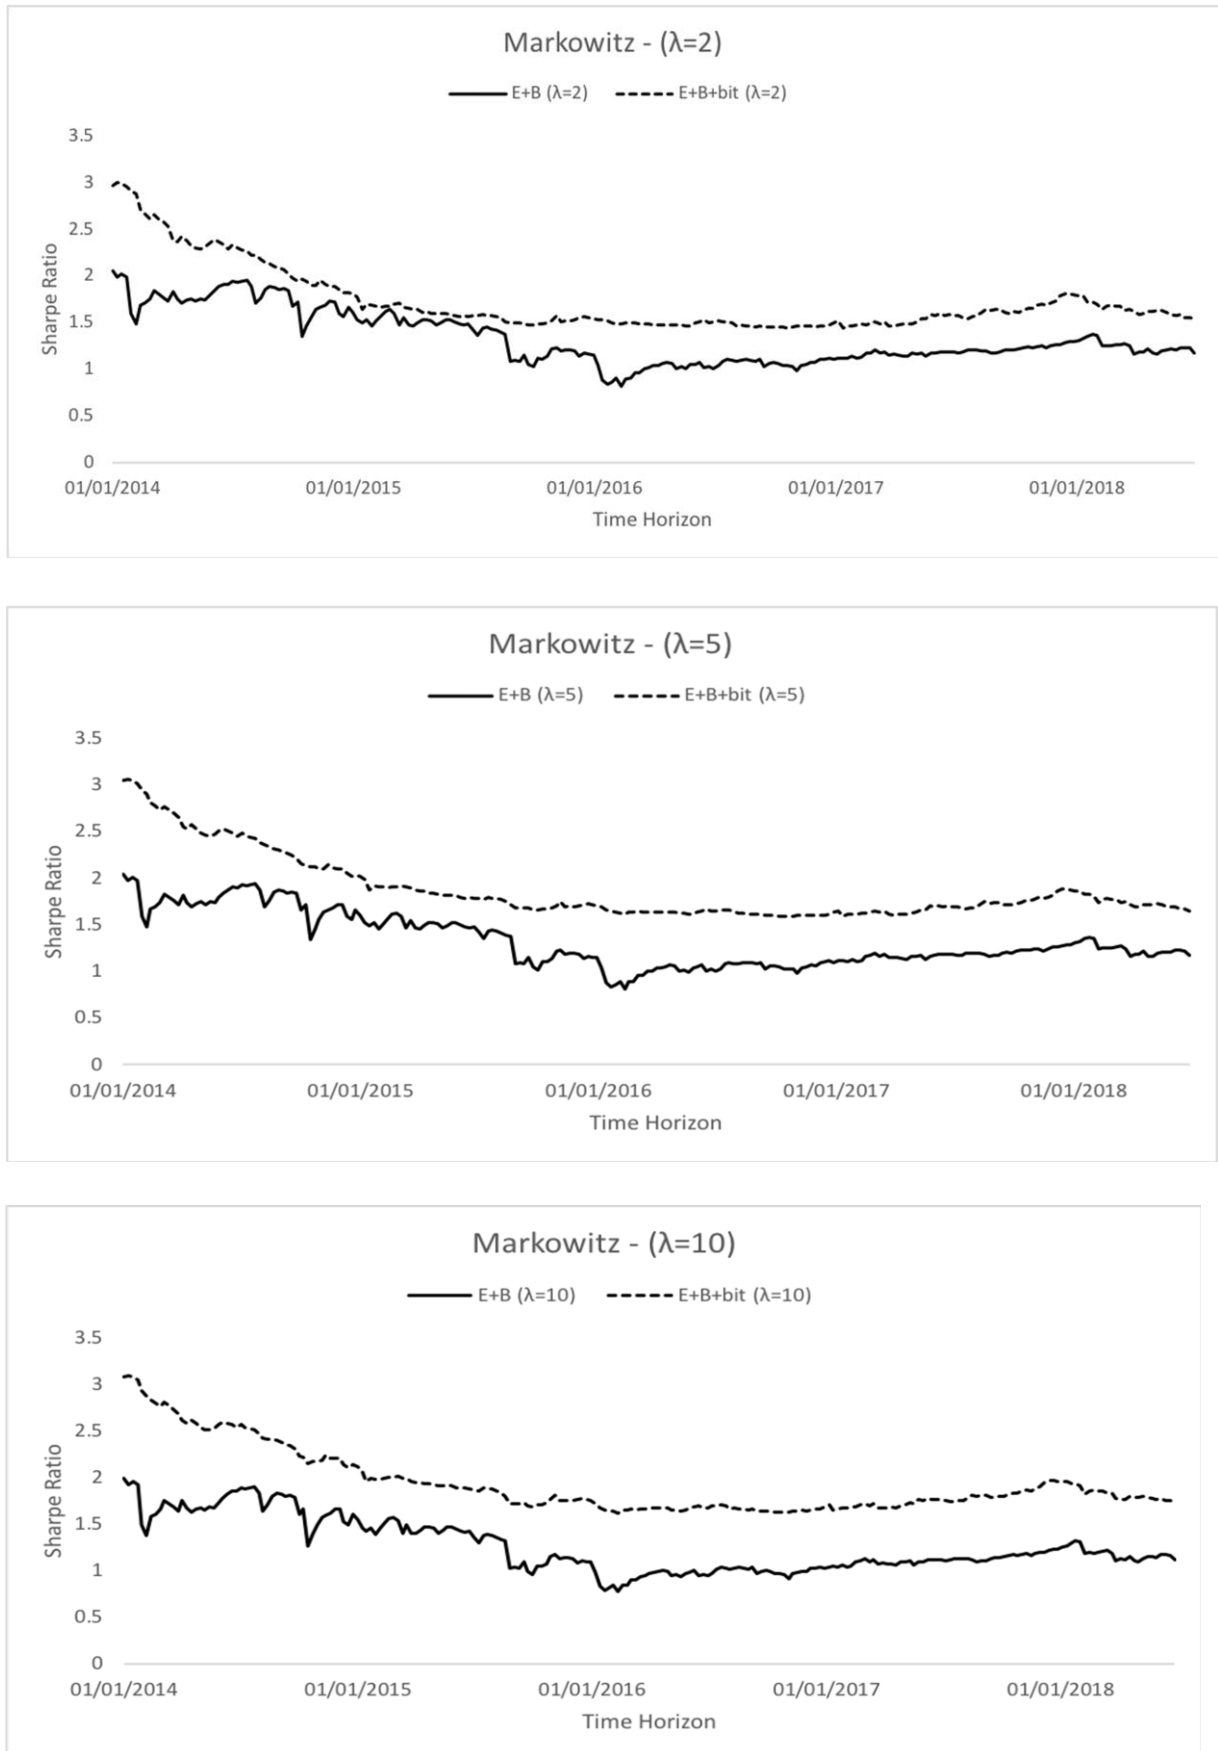 Markowitz - (λ=2)
E+B (λ=2) E+B+bit (λ=2)
3.5
3
2.5
2
1.5
1
0.5
0
Sharpe Ratio
01/01/2014 01/01/2015 01/01/2016 01/01/2017 01/01/2018
Time Horizon
Markowitz - (λ=5)
E+B (λ=5) E+B+bit (λ=5)
3.5
3
2.5
2
1.5
1
0.5
0
Sharpe Ratio
01/01/2014 01/01/2015 01/01/2016 01/01/2017 01/01/2018
Time Horizon
Markowitz - (λ=10)
E+B (λ=10) E+B+bit (λ=10)
3.5
3
2.5
2
1.5
1
0.5
0
Sharpe Ratio
01/01/2014 01/01/2015 01/01/2016 01/01/2017 01/01/2018
Time Horizon